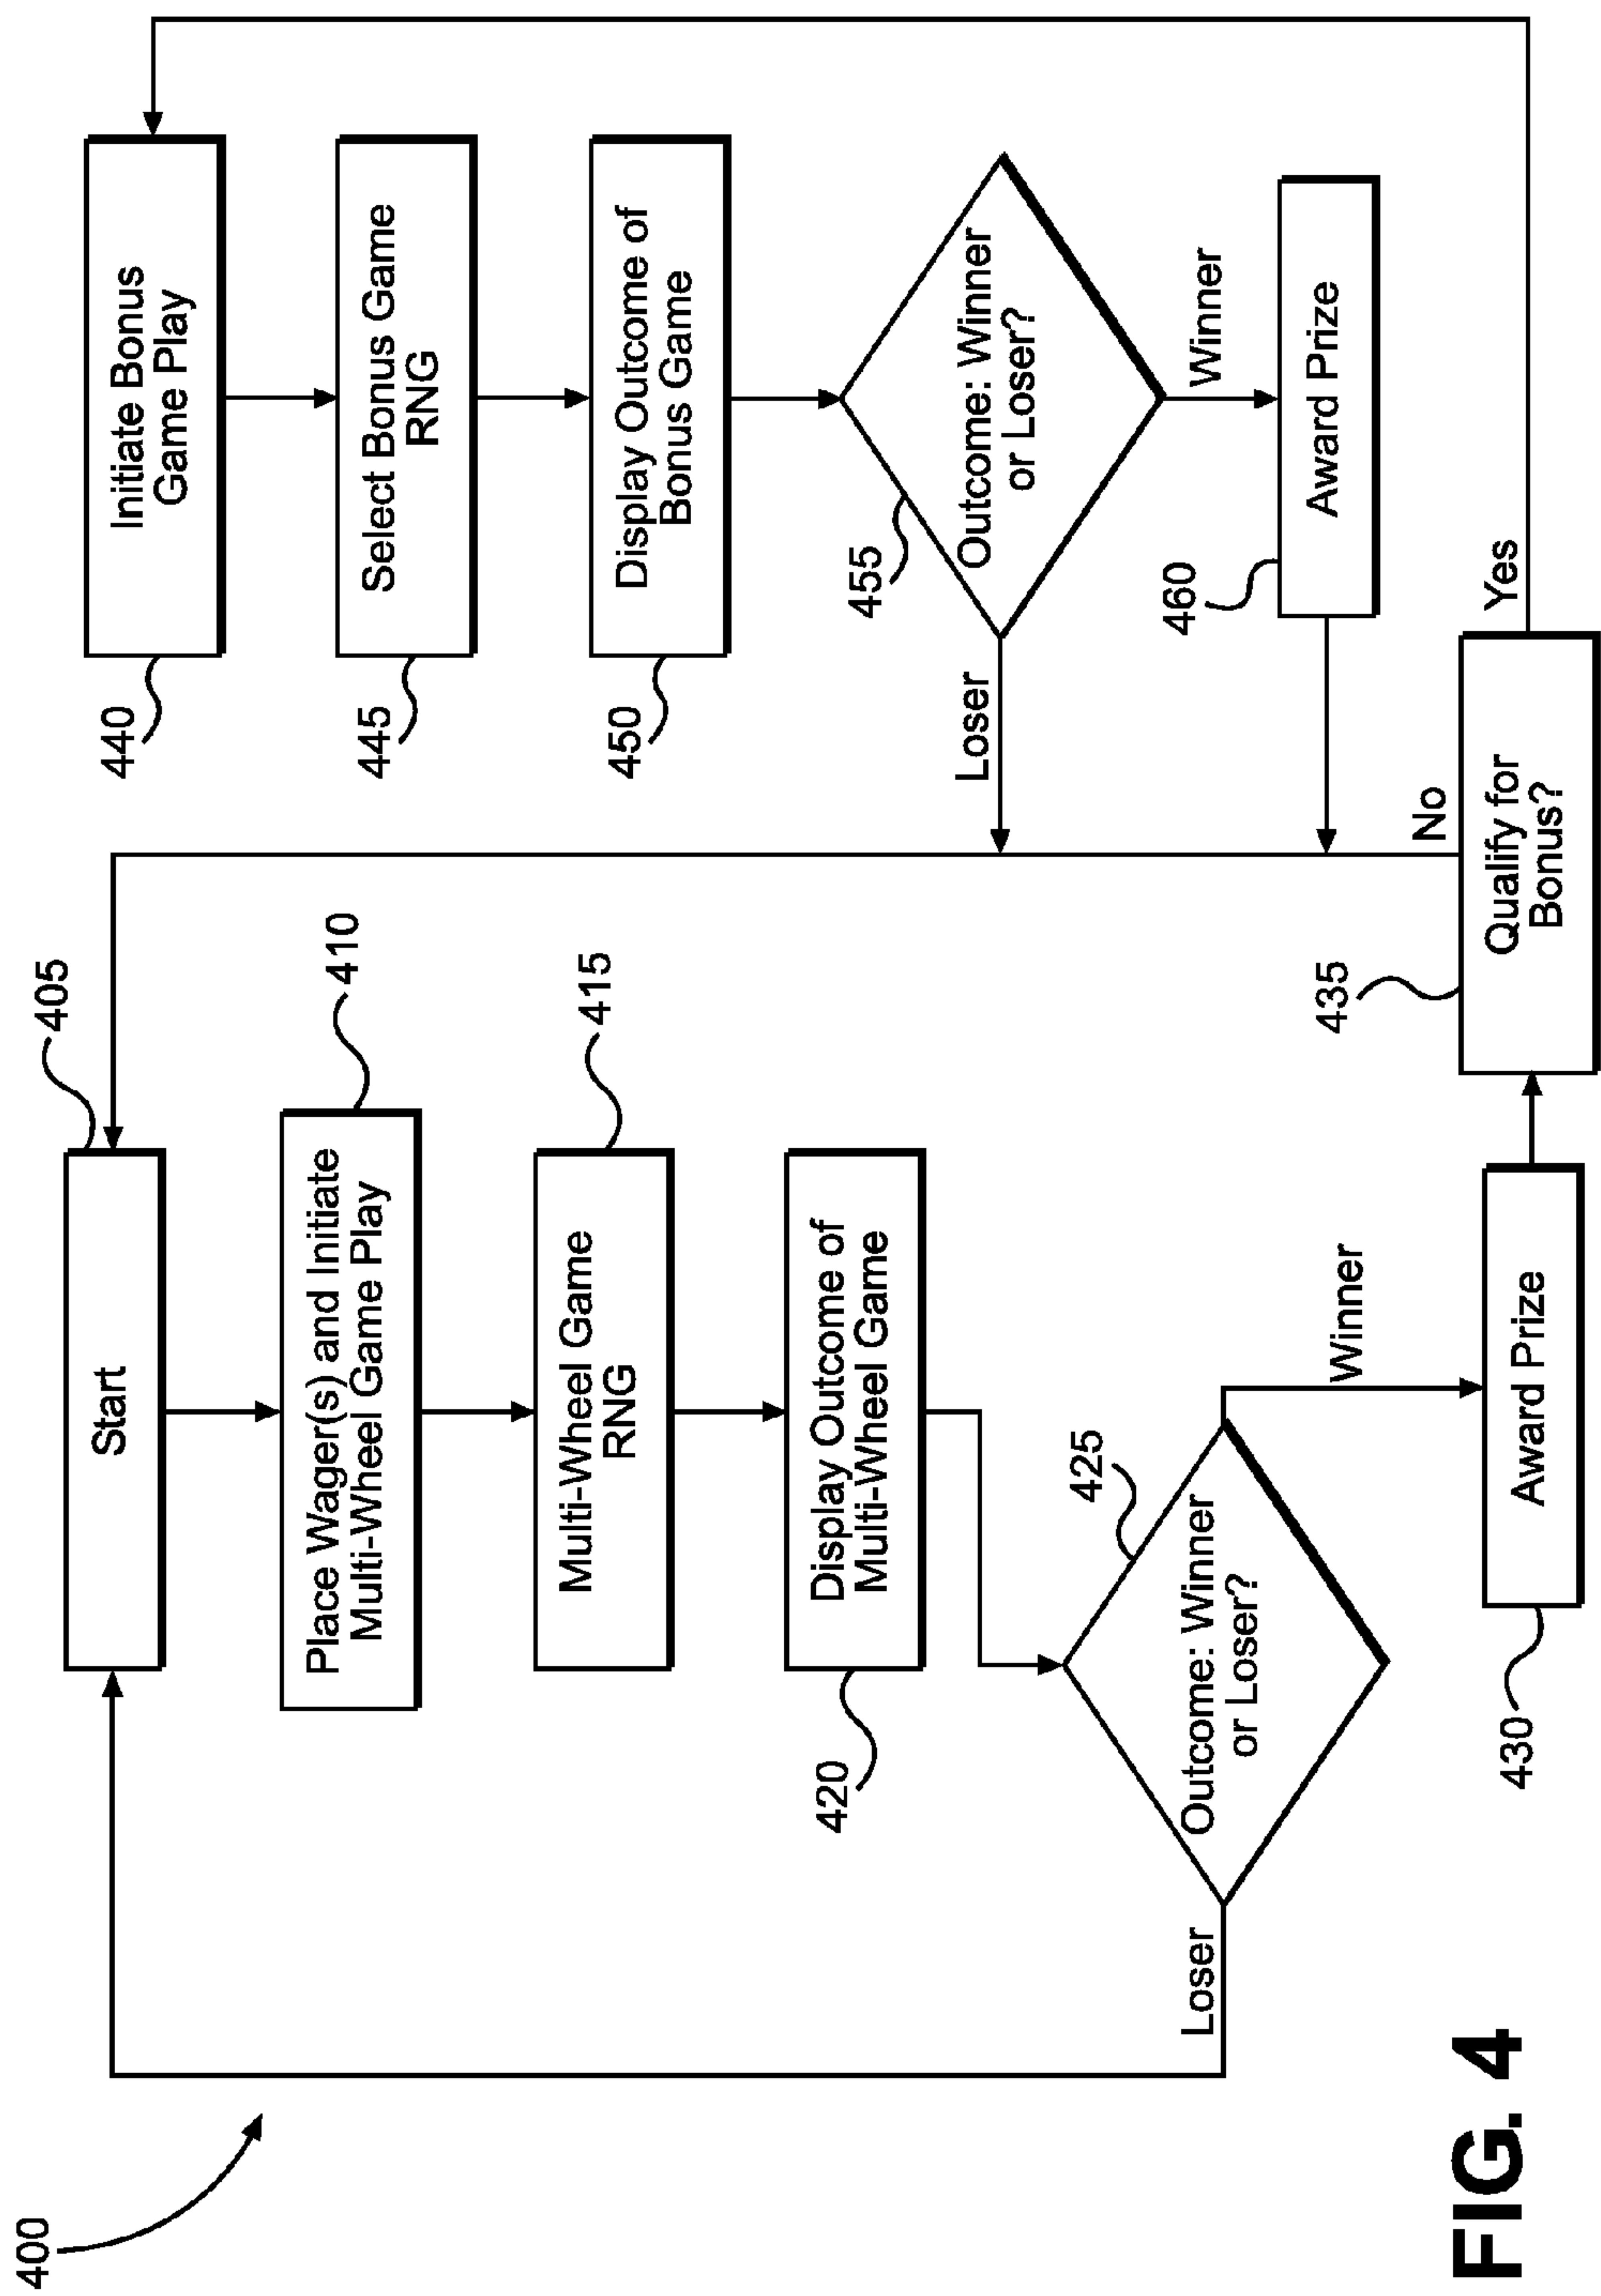 400
405
Start
Place Wager(s) and Initiate
Multi-Wheel Game Play
410
Multi-Wheel Game
RNG
415
Display Outcome of
Multi-Wheel Game
420
Outcome: Winner
or Loser?
425
Loser
Winner
Award Prize
430
Qualify for
Bonus?
435
No
Yes
Initiate Bonus
Game Play
440
Select Bonus Game
RNG
445
Display Outcome of
Bonus Game
450
Outcome: Winner
or Loser?
455
Loser
Winner
Award Prize
460
FIG. 4